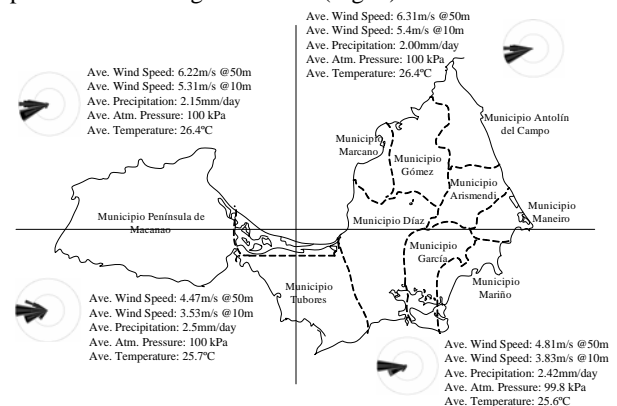 Ave. Wind Speed: 6.31m/s @50m
Ave. Wind Speed: 5.4m/s @10m
Ave. Precipitation: 2.00mm/day
Ave. Atm. Pressure: 100 kPa
Ave. Temperature: 26.4ºC
Ave. Wind Speed: 6.22m/s @50m
Ave. Wind Speed: 5.31m/s @10m
Ave. Precipitation: 2.15mm/day
Ave. Atm. Pressure: 100 kPa
Ave. Temperature: 26.4ºC
Municipio Antolín
del Campo
Municipio
Marcano
Municipio
Gómez
Municipio
Arismendi
Municipio
Maneiro
Municipio Península de
Macanao
Municipio Díaz
Municipio
García
Municipio
Mariño
Municipio
Tubores
Ave. Wind Speed: 4.47m/s @50m
Ave. Wind Speed: 3.53m/s @10m
Ave. Precipitation: 2.5mm/day
Ave. Atm. Pressure: 100 kPa
Ave. Temperature: 25.7ºC
Ave. Wind Speed: 4.81m/s @50m
Ave. Wind Speed: 3.83m/s @10m
Ave. Precipitation: 2.42mm/day
Ave. Atm. Pressure: 99.8 kPa
Ave. Temperature: 25.6ºC